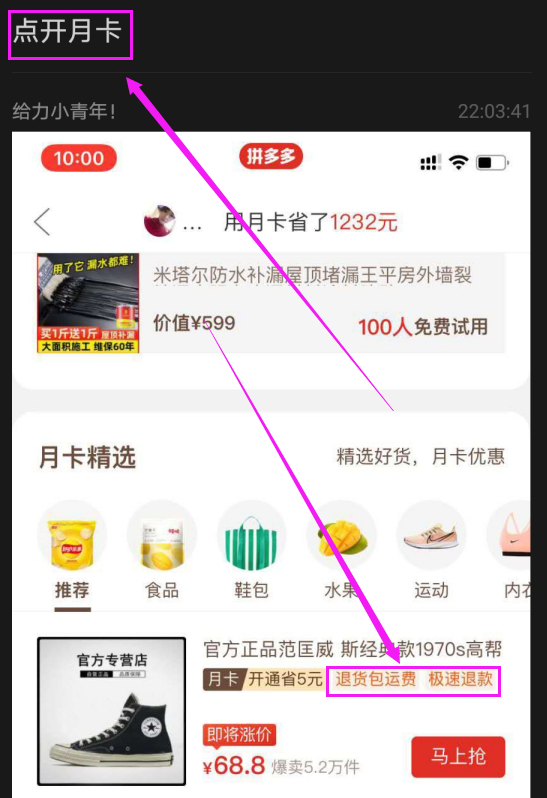 点开月卡
给力小青年！ 22:03:41
10:00 拼多多
... 用月卡省了1232元
用了它 漏水都难！
买1斤送1斤 屋顶补漏
大面积施工 维保60年
米塔尔防水补漏屋顶堵漏王平房外墙裂
价值¥599 100人免费试用
月卡精选 精选好货，月卡优惠
推荐 食品 鞋包 水果 运动 内衣
官方专营店
官方正品范匡威 斯经典款1970s高帮
月卡 开通省5元 退货包运费 极速退款
即将涨价
¥68.8 爆卖5.2万件 马上抢